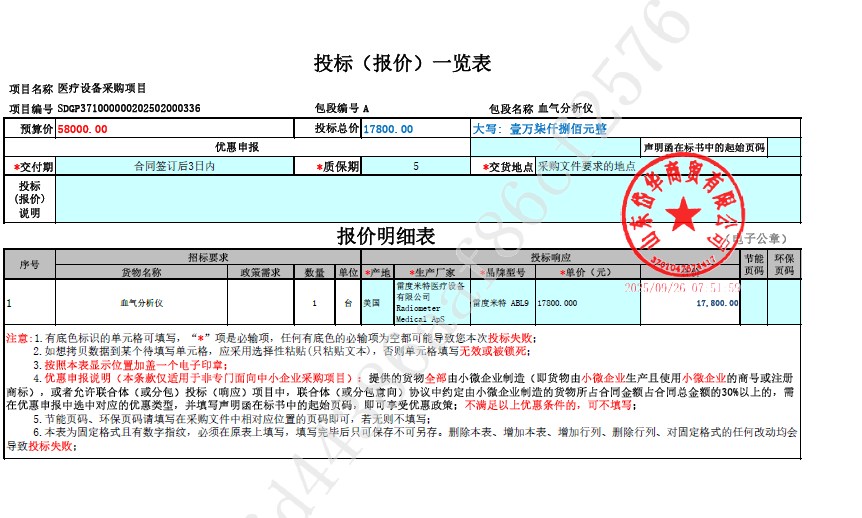 投标（报价）一览表
项目名称 医疗设备采购项目
项目编号 SDGP371000000202502000336 包段编号 A 包段名称 血气分析仪
预算价 58000.00 投标总价 17800.00 大写: 壹万柒仟捌佰元整
优惠申报 声明函在标书中的起始页码
*交付期 合同签订后3日内 *质保期 5 *交货地点 采购文件要求的地点
投标
(报价)
说明
山东岱华商贸有限公司
（电子公章）
报价明细表
序号 招标要求 投标响应 节能页码 环保页码
货物名称 政策需求 数量 单位 *产地 *生产厂家 *品牌型号 *单价（元）
2025/09/26 07:51:59
1 血气分析仪 1 台 美国 雷度米特医疗设备有限公司 Radiometer Medical ApS 雷度米特 ABL9 17800.000 17,800.00
注意:1.有底色标识的单元格可填写，“*”项是必输项，任何有底色的必输项为空都可能导致您本次投标失败；
2.如想拷贝数据到某个待填写单元格，应采用选择性粘贴(只粘贴文本)，否则单元格填写无效或被锁死；
3.按照本表显示位置加盖一个电子印章；
4.优惠申报说明（本条款仅适用于非专门面向中小企业采购项目）：提供的货物全部由小微企业制造（即货物由小微企业生产且使用小微企业的商号或注册
商标），或者允许联合体（或分包）投标（响应）项目中，联合体（或分包意向）协议中约定由小微企业制造的货物所占合同金额占合同总金额的30%以上的，需
在优惠申报中选中对应的优惠类型，并填写声明函在标书中的起始页码，即可享受优惠政策；不满足以上优惠条件的，可不填写；
5.节能页码、环保页码请填写在采购文件中相对应位置的页码即可，若无则不填写；
6.本表为固定格式且有数字指纹，必须在原表上填写，填写完毕后只可保存不可另存。删除本表、增加本表、增加行列、删除行列、对固定格式的任何改动均会
导致投标失败；